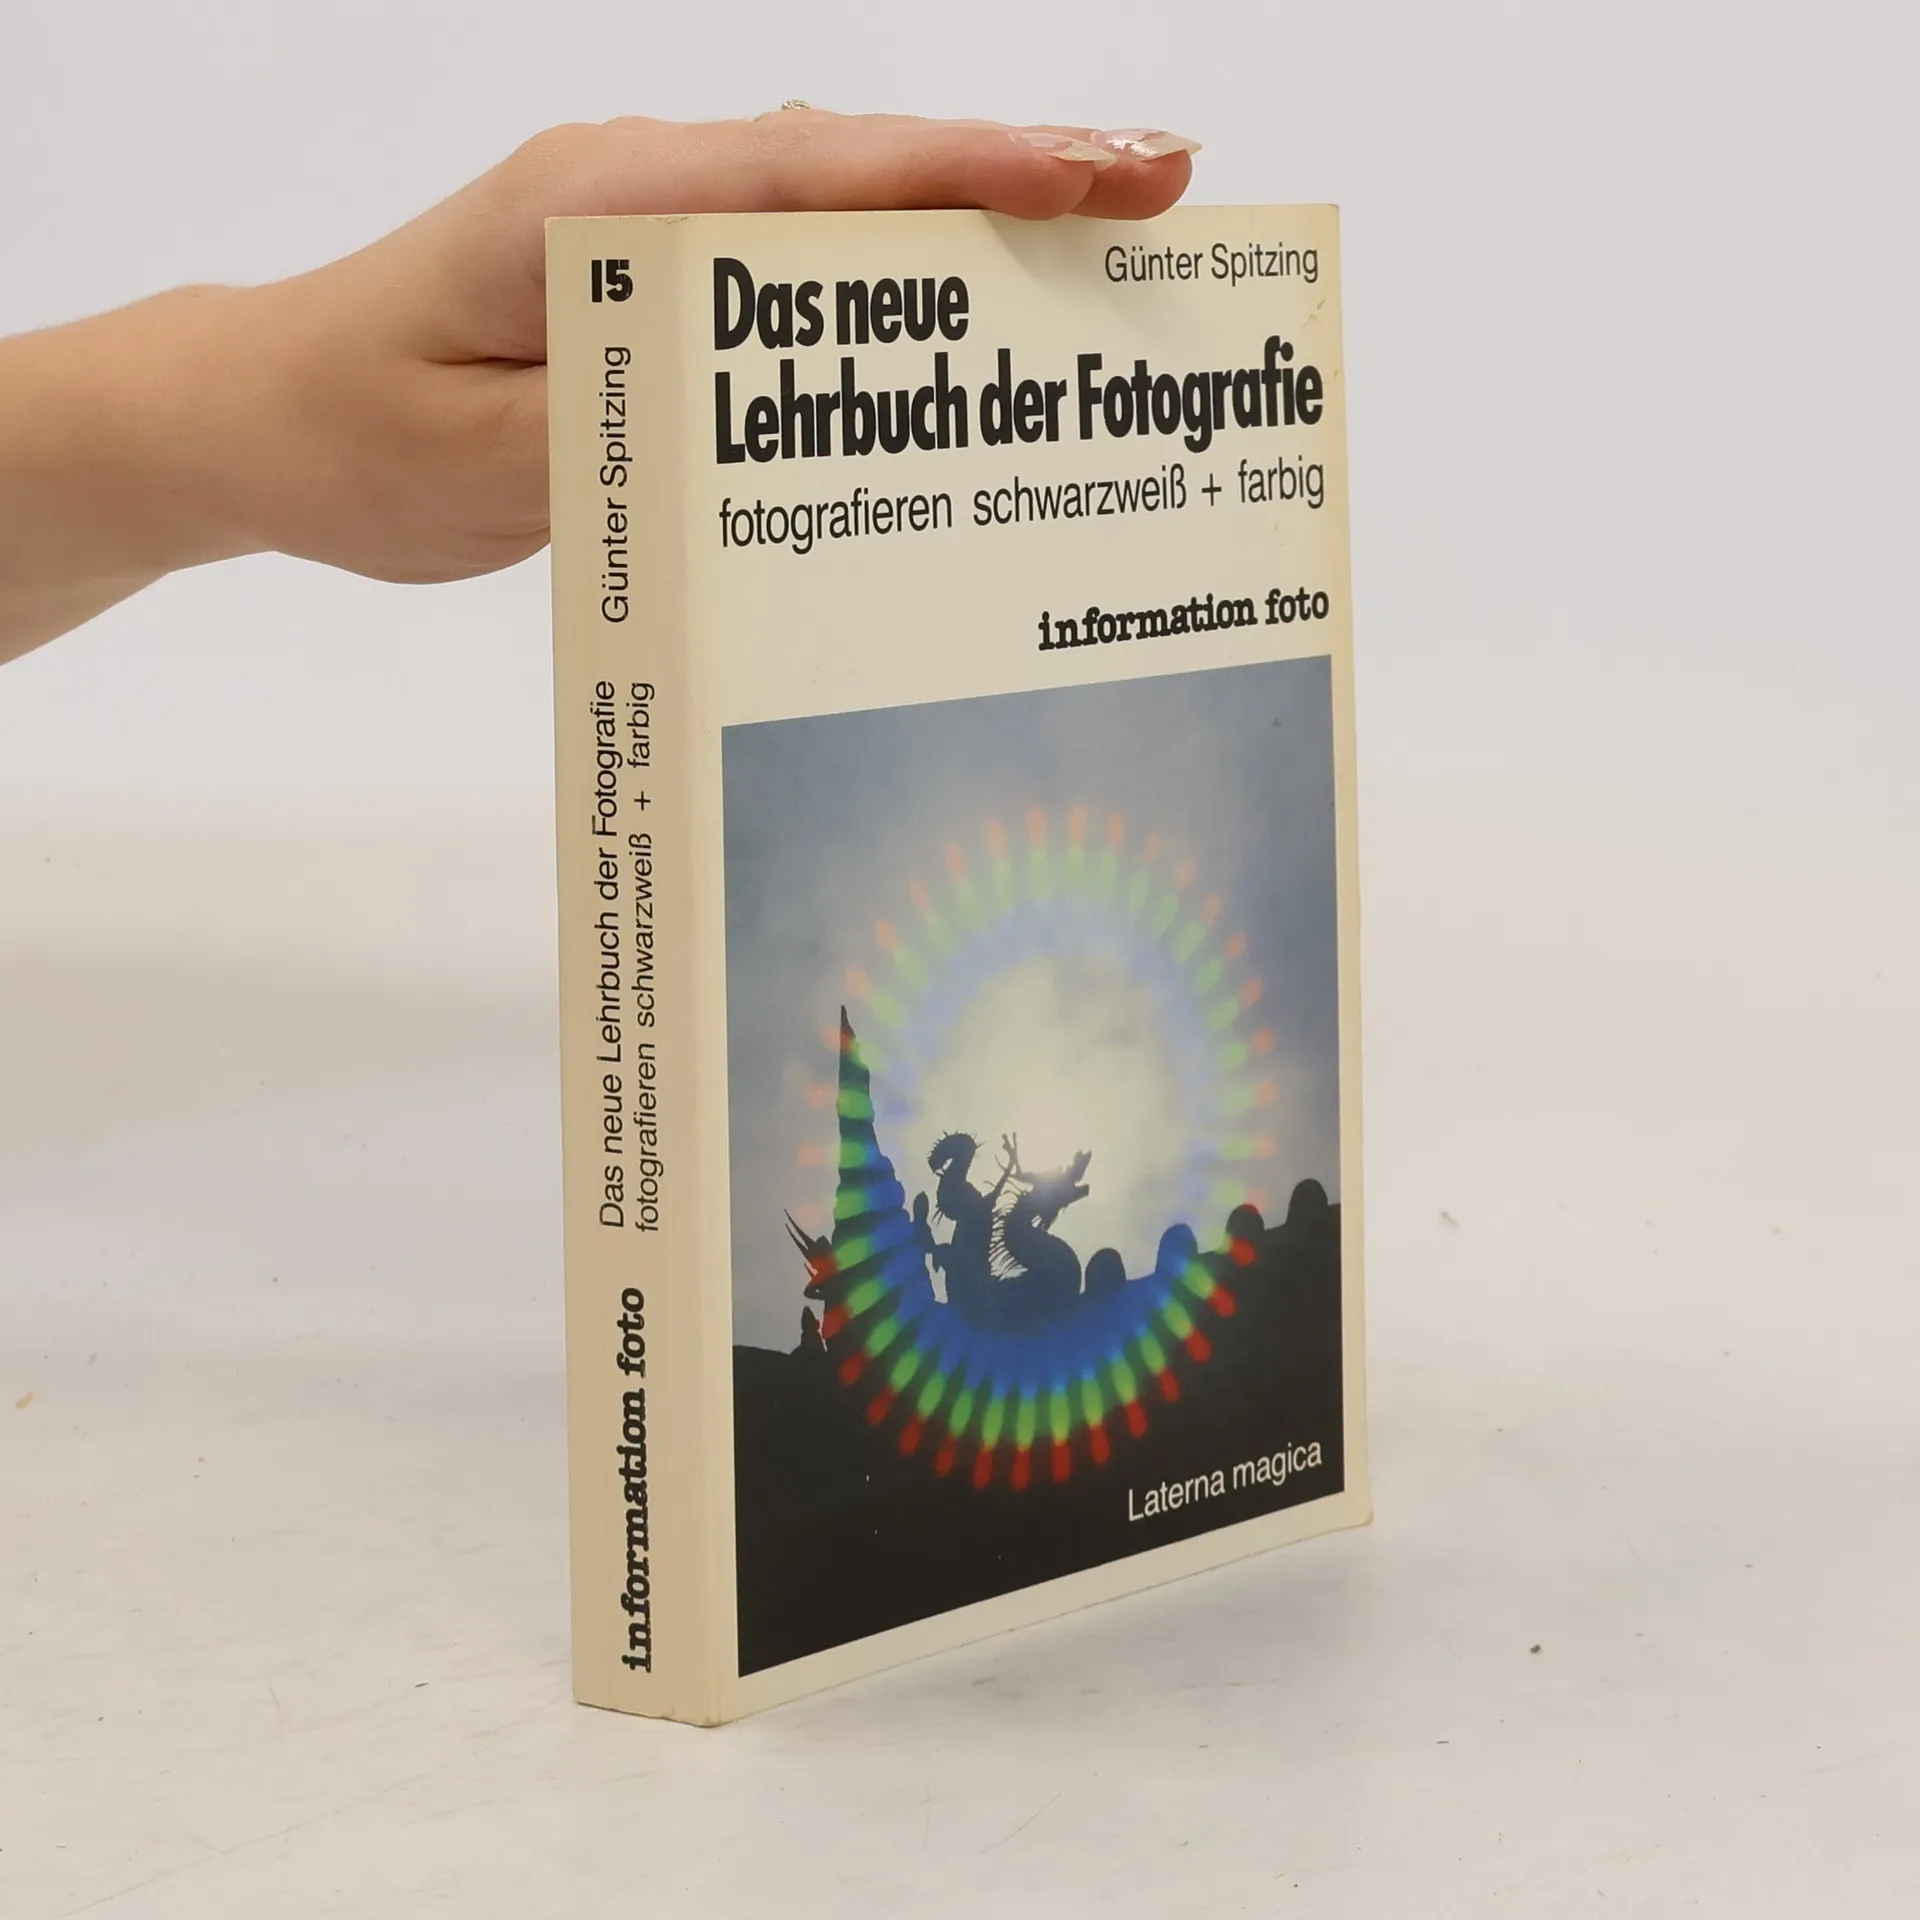 15
Günter Spitzing
Das neue Lehrbuch der Fotografie
fotografieren schwarzweiß + farbig
information foto
Günter Spitzing
Das neue
Lehrbuch der Fotografie
fotografieren schwarzweiß + farbig
information foto
Laterna magica